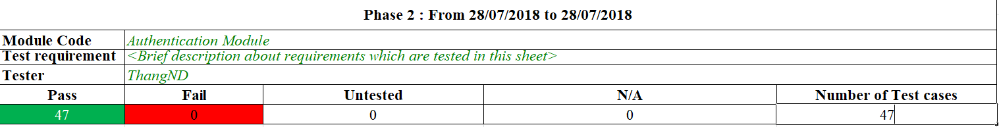 Phase 2 : From 28/07/2018 to 28/07/2018
Module Code Authentication Module
Test requirement <Brief description about requirements which are tested in this sheet>
Tester ThangND
Pass Fail Untested N/A Number of Test cases
47 0 0 0 47